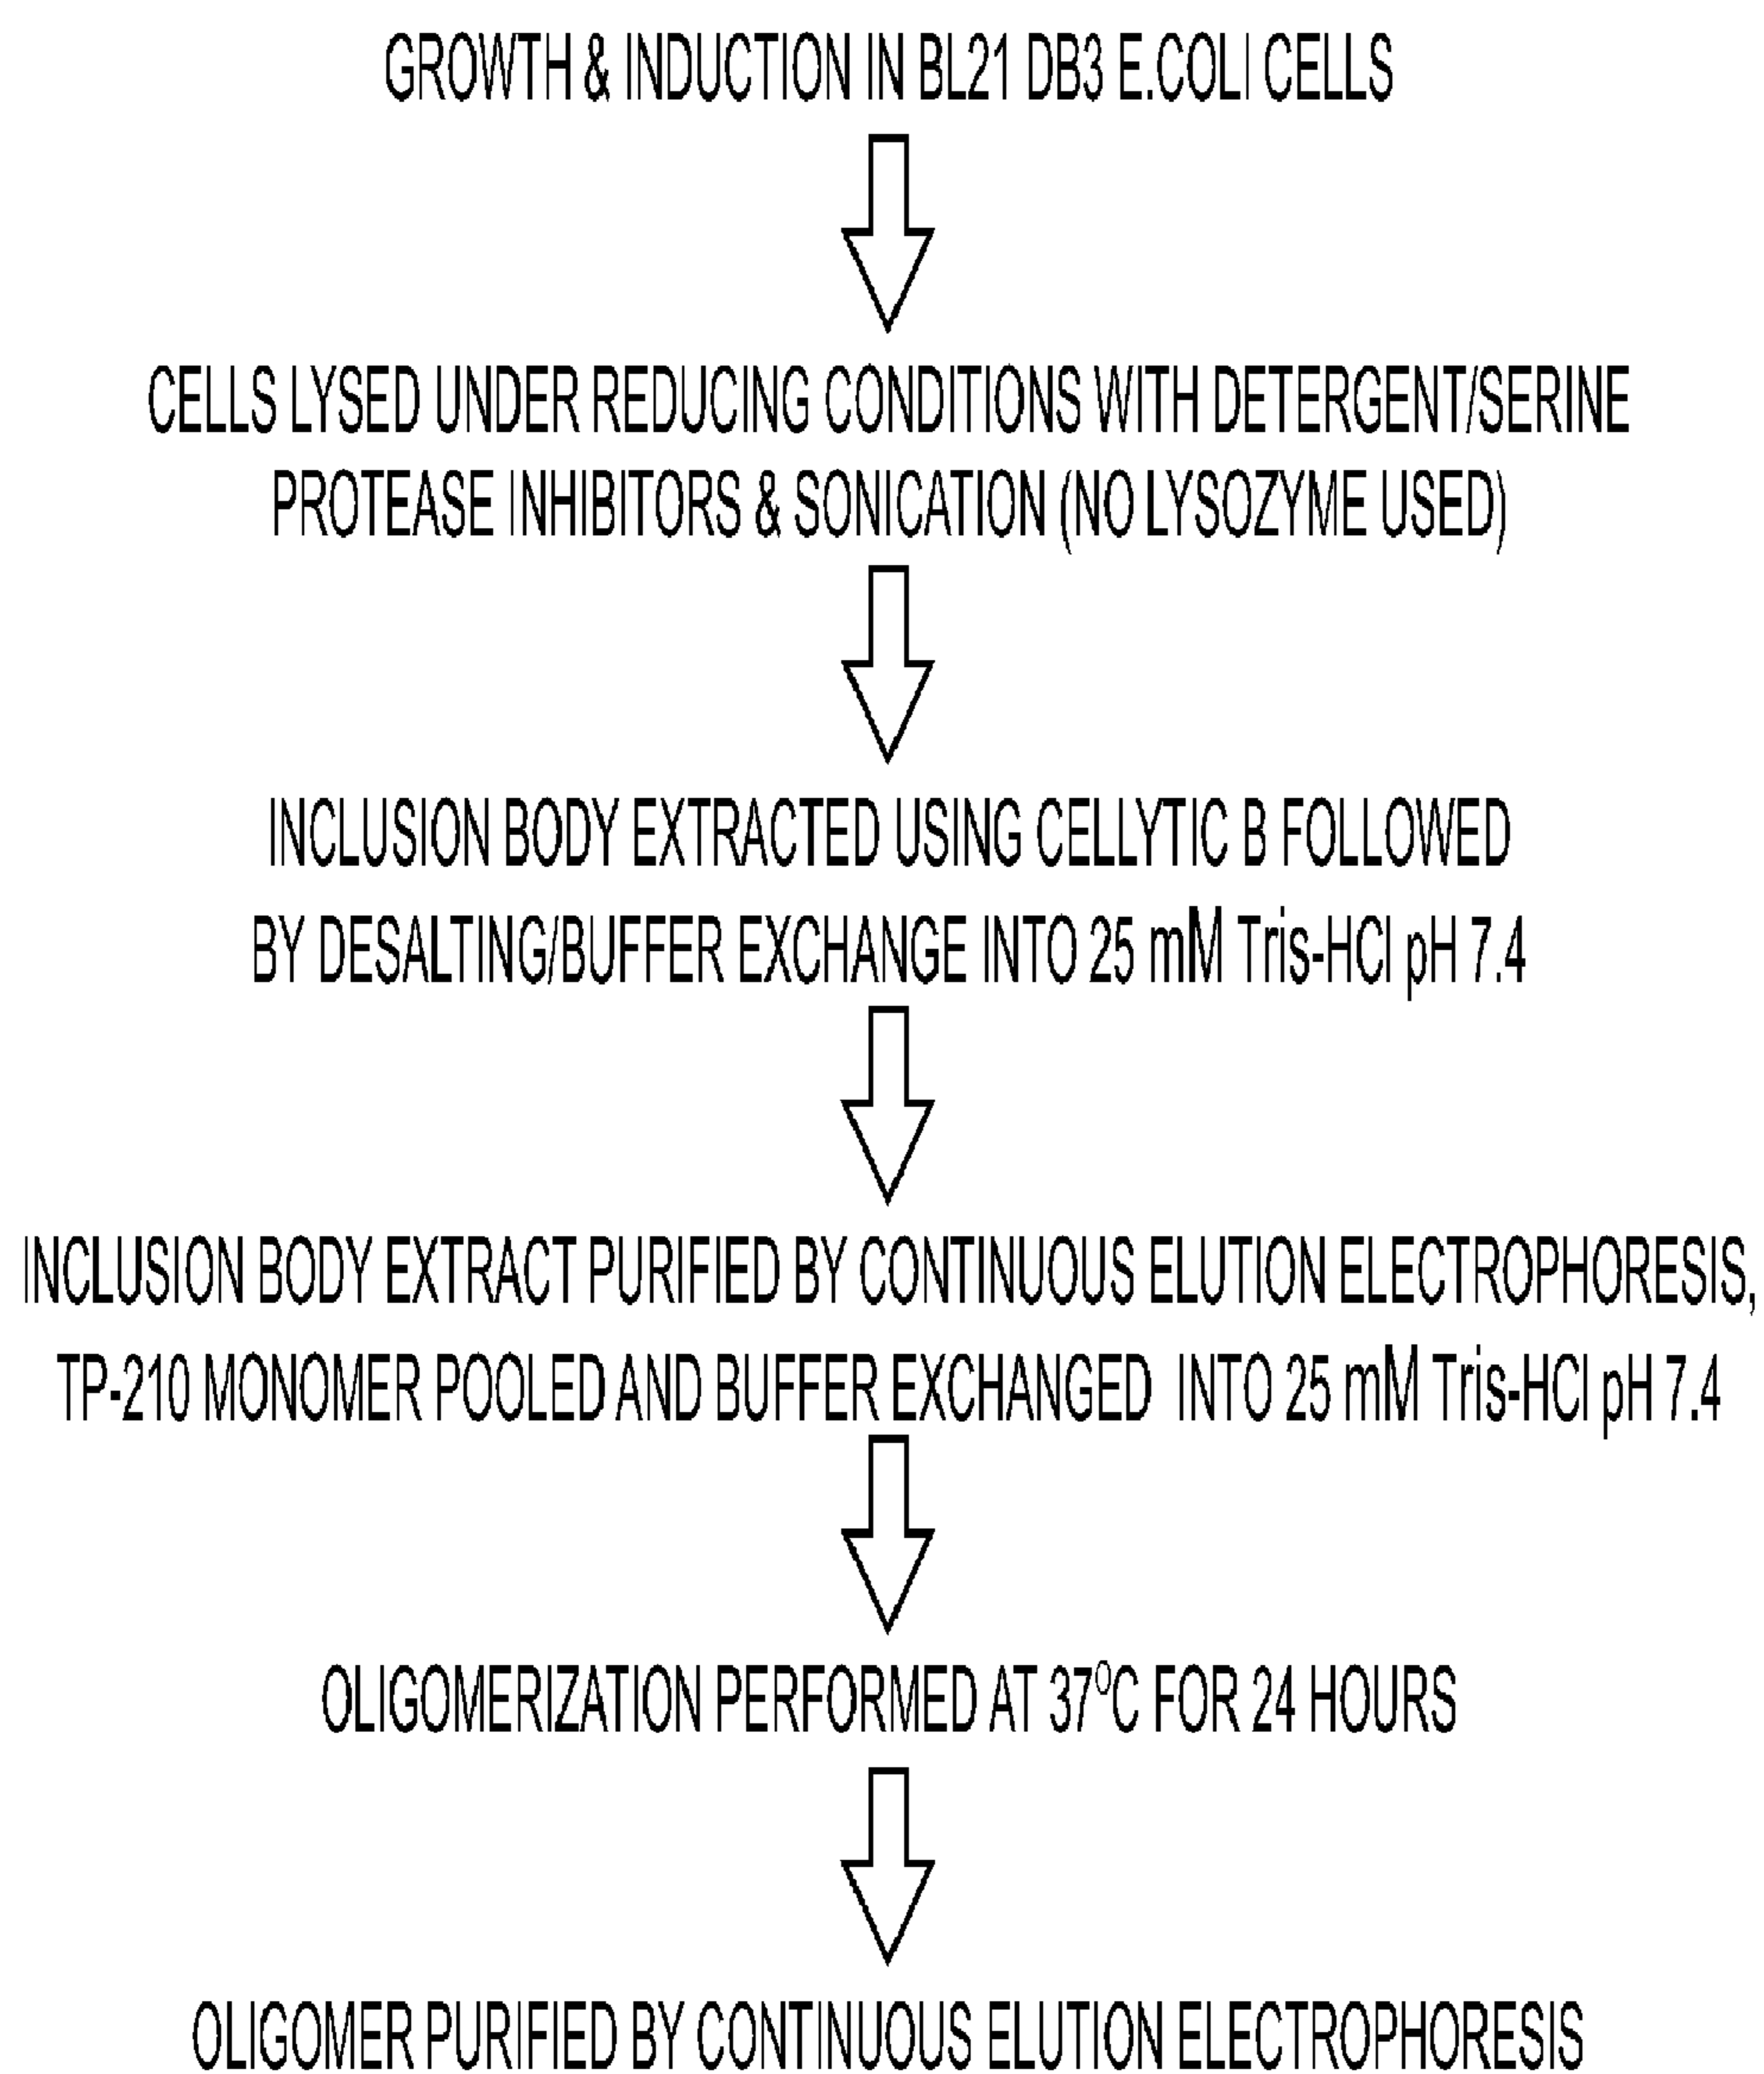 GROWTH & INDUCTION IN BL21 DB3 E.COLI CELLS
CELLS LYSED UNDER REDUCING CONDITIONS WITH DETERGENT/SERINE
PROTEASE INHIBITORS & SONICATION (NO LYSOZYME USED)
INCLUSION BODY EXTRACTED USING CELLYTIC B FOLLOWED
BY DESALTING/BUFFER EXCHANGE INTO 25 mM Tris-HCl pH 7.4
INCLUSION BODY EXTRACT PURIFIED BY CONTINUOUS ELUTION ELECTROPHORESIS,
TP-210 MONOMER POOLED AND BUFFER EXCHANGED INTO 25 mM Tris-HCl pH 7.4
OLIGOMERIZATION PERFORMED AT 37°C FOR 24 HOURS
OLIGOMER PURIFIED BY CONTINUOUS ELUTION ELECTROPHORESIS